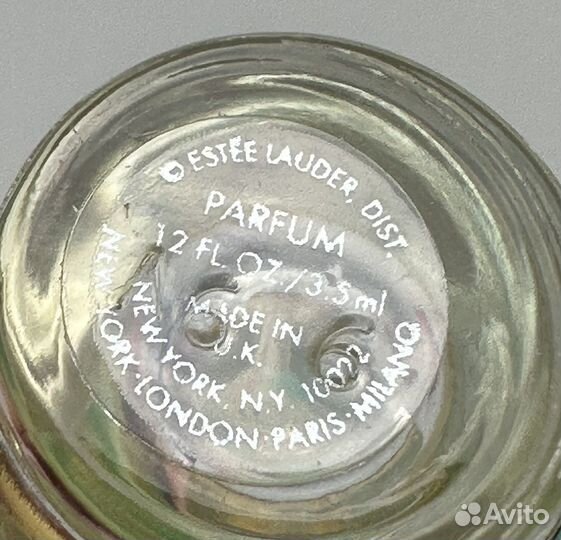 © ESTÉE LAUDER, DIST.
PARFUM
.12 FL. OZ./3.5ml
MADE IN
U.K.
NEW YORK, N.Y. 10022
NEW YORK·LONDON·PARIS·MILANO
Avito